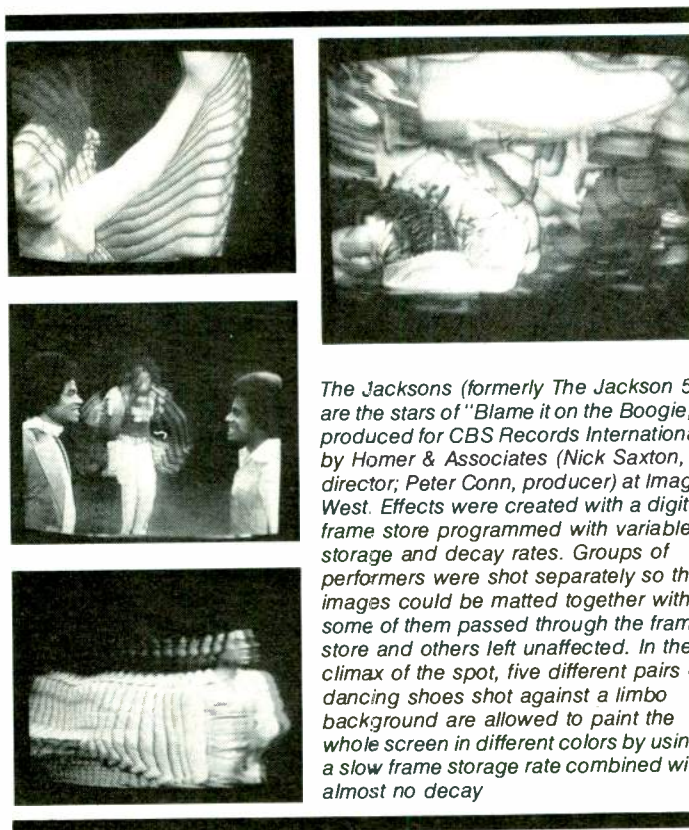 The Jacksons (formerly The Jackson 5
are the stars of "Blame it on the Boogie,
produced for CBS Records Internationa
by Homer & Associates (Nick Saxton,
director; Peter Conn, producer) at Imag
West. Effects were created with a digit
frame store programmed with variable
storage and decay rates. Groups of
performers were shot separately so th
images could be matted together with
some of them passed through the fram
store and others left unaffected. In the
climax of the spot, five different pairs
dancing shoes shot against a limbo
background are allowed to paint the
whole screen in different colors by usin
a slow frame storage rate combined wi
almost no decay